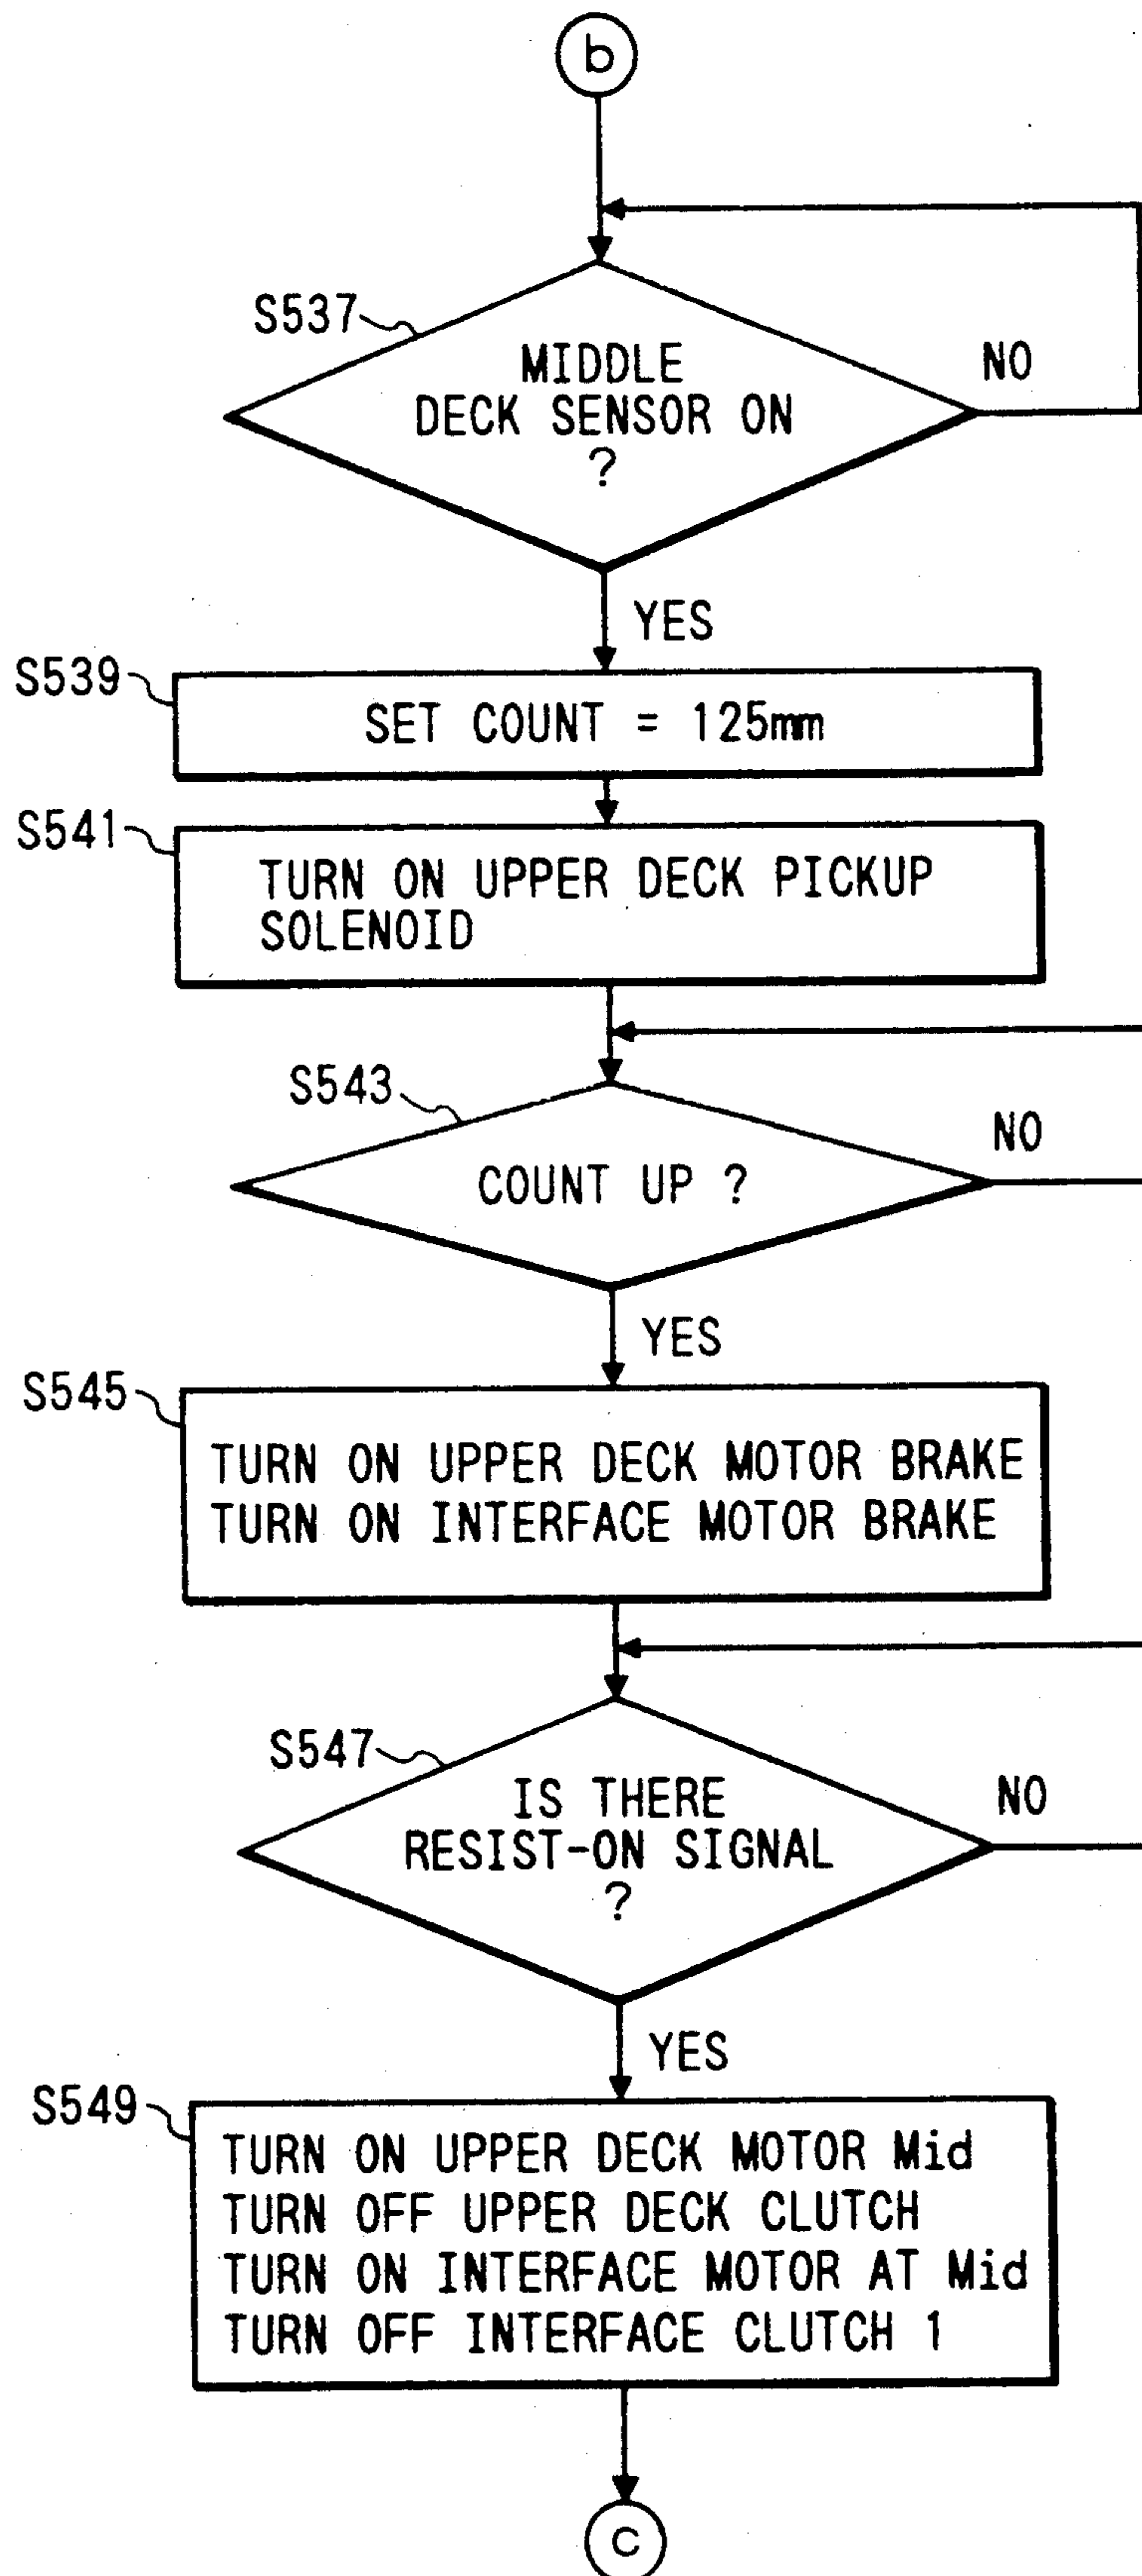 b
S537
MIDDLE
DECK SENSOR ON
?
NO
YES
S539
SET COUNT = 125mm
S541
TURN ON UPPER DECK PICKUP
SOLENOID
S543
COUNT UP ?
NO
YES
S545
TURN ON UPPER DECK MOTOR BRAKE
TURN ON INTERFACE MOTOR BRAKE
S547
IS THERE
RESIST-ON SIGNAL
?
NO
YES
S549
TURN ON UPPER DECK MOTOR Mid
TURN OFF UPPER DECK CLUTCH
TURN ON INTERFACE MOTOR AT Mid
TURN OFF INTERFACE CLUTCH 1
c